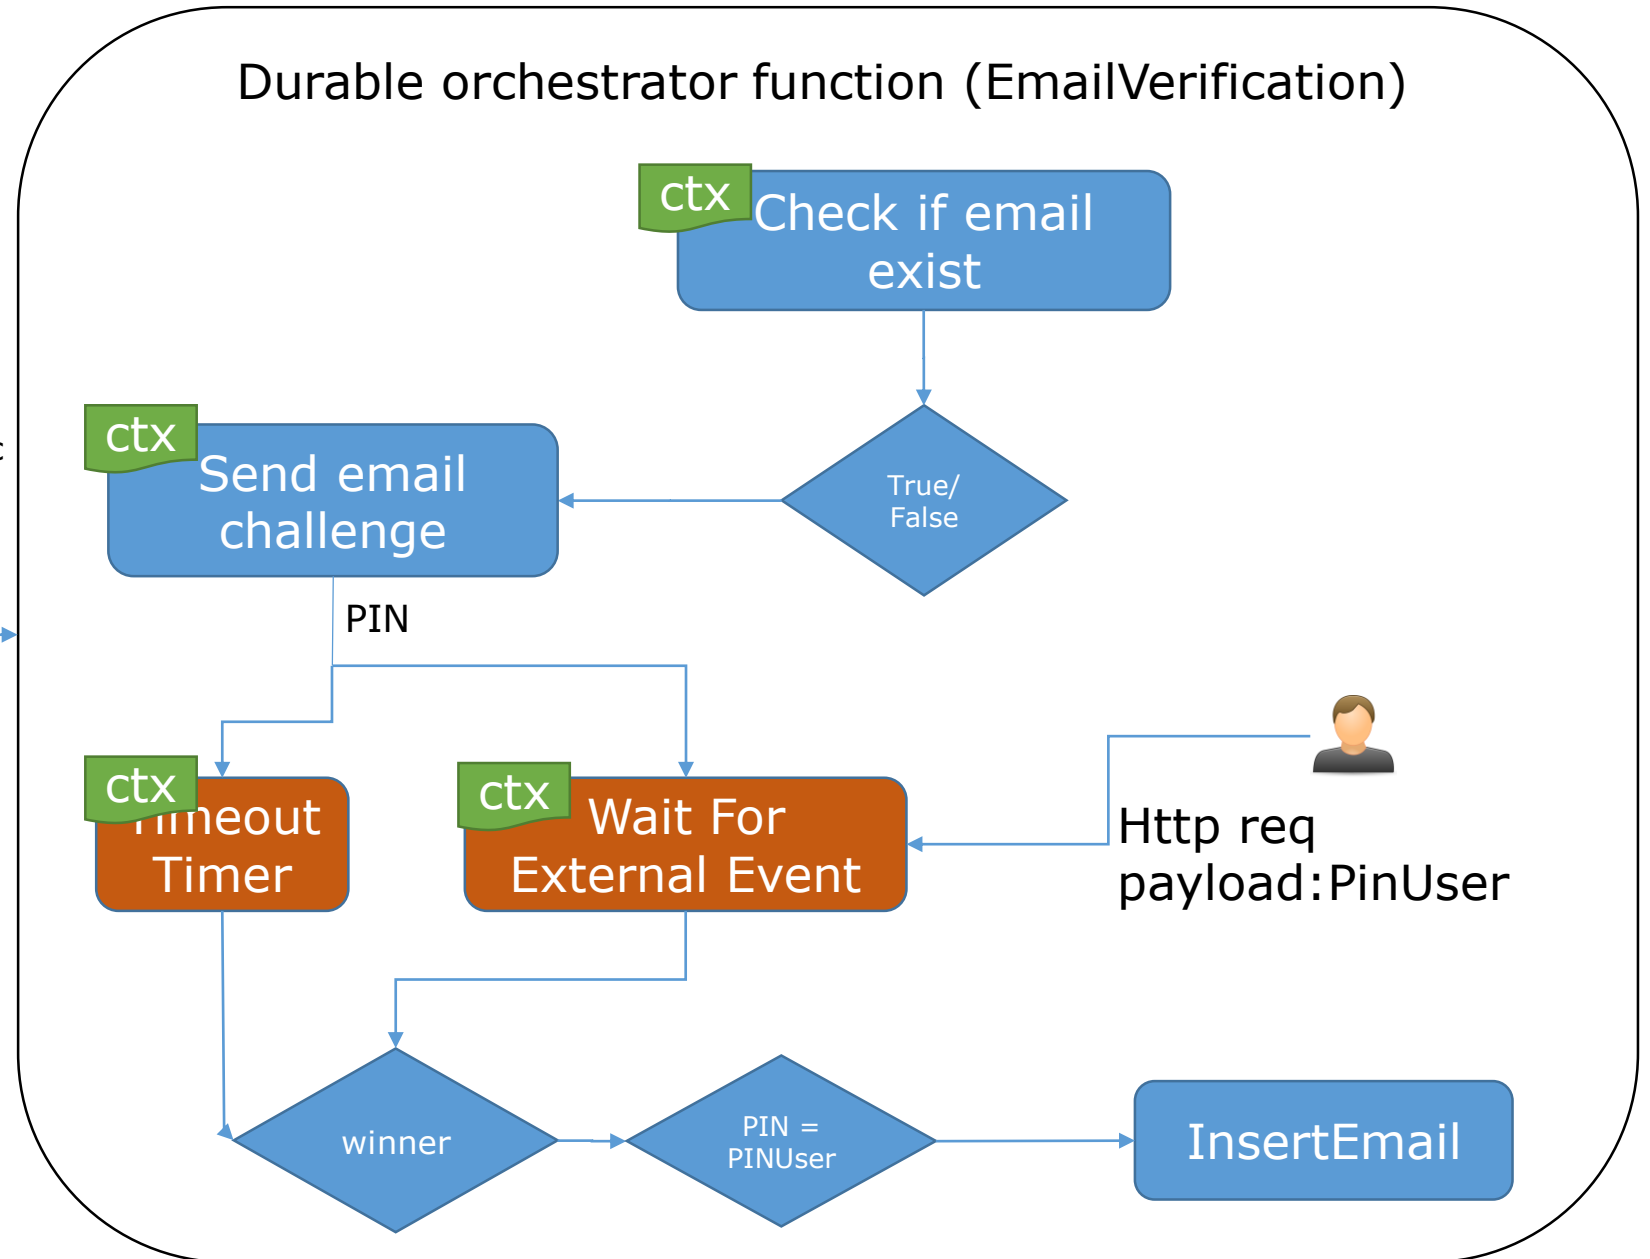 Durable orchestrator function (EmailVerification)
ctx
Check if email
exist
True/
False
ctx
Send email
challenge
PIN
ctx
Timeout
Timer
ctx
Wait For
External Event
Http req
payload:PinUser
winner
PIN =
PINUser
InsertEmail